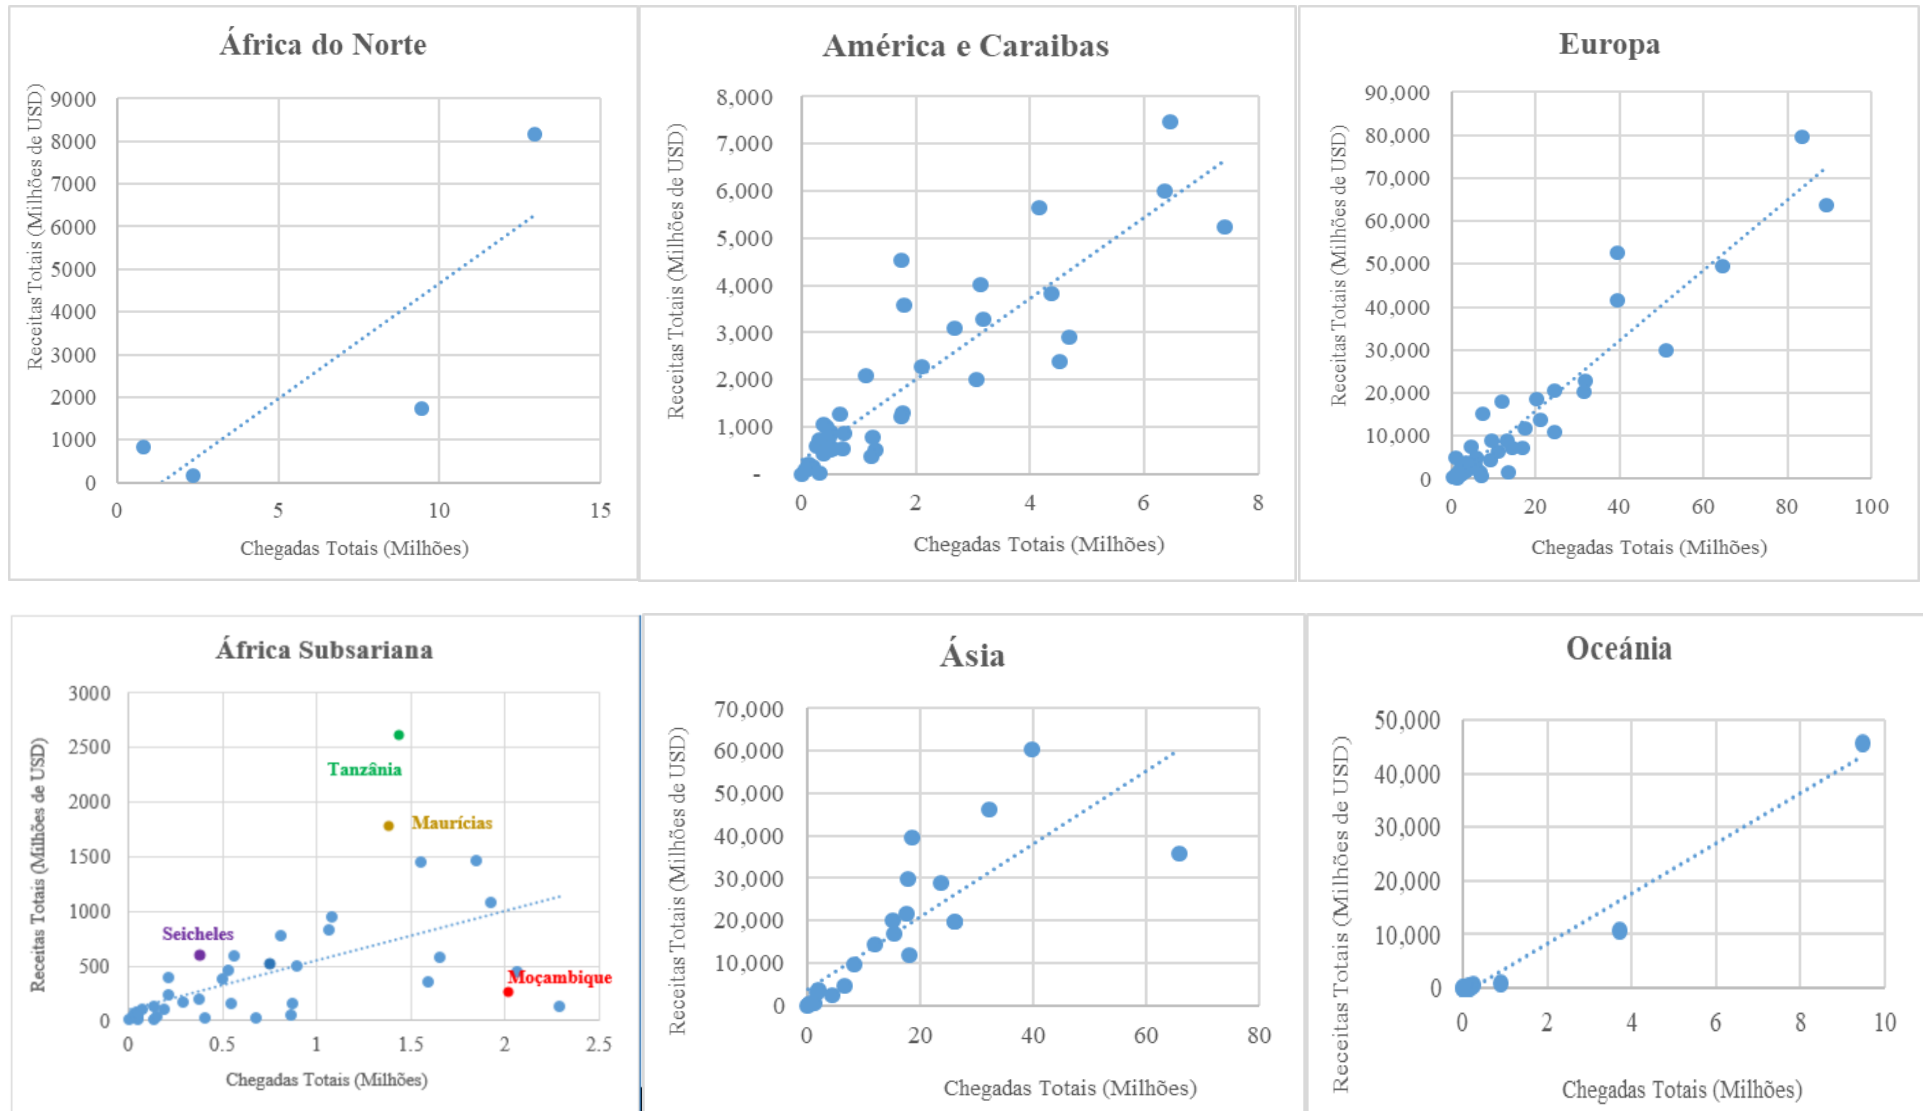 África do Norte
Receitas Totais (Milhões de USD)
9000
8000
7000
6000
5000
4000
3000
2000
1000
0
0 5 10 15
Chegadas Totais (Milhões)
América e Caraibas
Receitas Totais (Milhões de USD)
8,000
7,000
6,000
5,000
4,000
3,000
2,000
1,000
-
0 2 4 6 8
Chegadas Totais (Milhões)
Europa
Receitas Totais (Milhões de USD)
90,000
80,000
70,000
60,000
50,000
40,000
30,000
20,000
10,000
0
0 20 40 60 80 100
Chegadas Totais (Milhões)
África Subsariana
Receitas Totais (Milhões de USD)
3000
2500
2000
1500
1000
500
0
Tanzânia
Maurícias
Seicheles
Moçambique
0 0.5 1 1.5 2 2.5
Chegadas Totais (Milhões)
Ásia
Receitas Totais (Milhões de USD)
70,000
60,000
50,000
40,000
30,000
20,000
10,000
0
0 20 40 60 80
Chegadas Totais (Milhões)
Oceánia
Receitas Totais (Milhões de USD)
50,000
40,000
30,000
20,000
10,000
0
0 2 4 6 8 10
Chegadas Totais (Milhões)